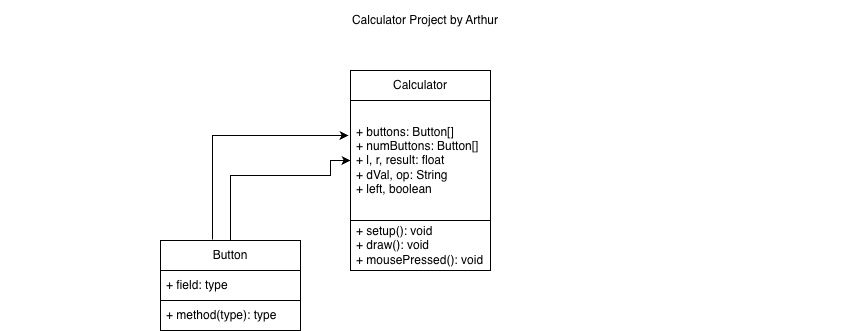 Calculator Project by Arthur
Calculator
+ buttons: Button[]
+ numButtons: Button[]
+ l, r, result: float
+ dVal, op: String
+ left, boolean
+ setup(): void
+ draw(): void
+ mousePressed(): void
Button
+ field: type
+ method(type): type